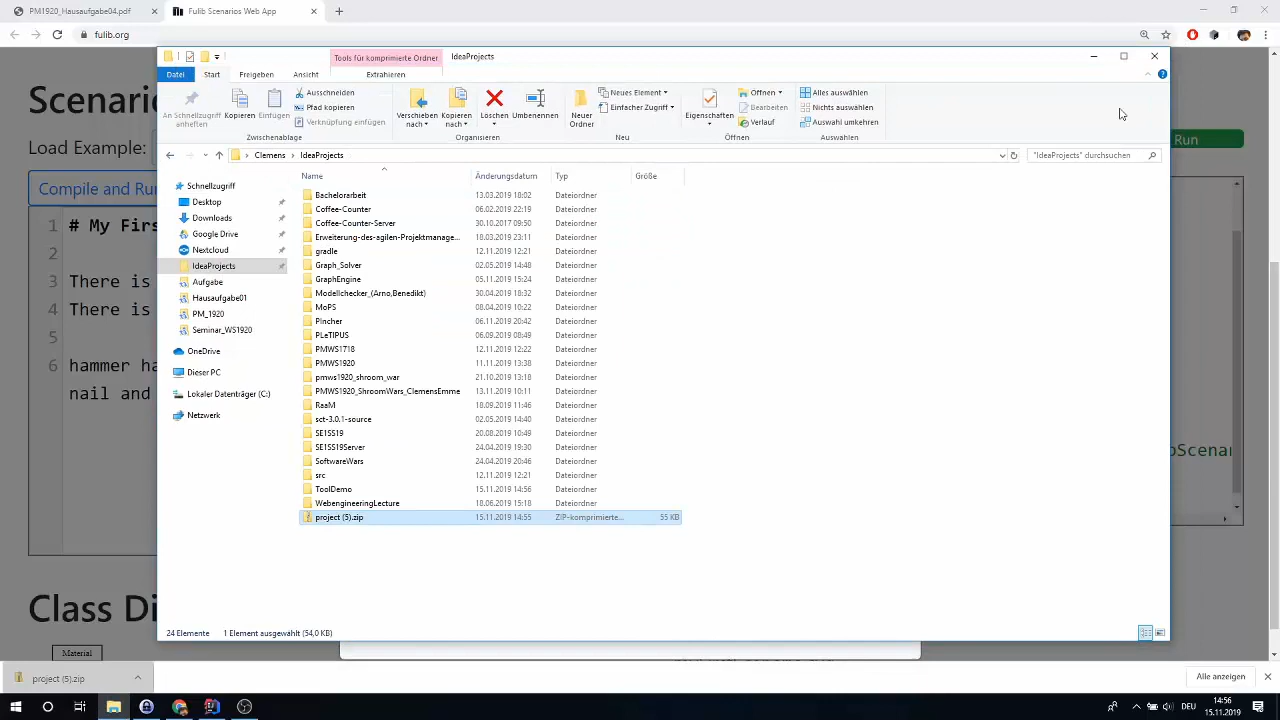 PM1920_Hausaufgabe04.pdf
Fulib Scenarios Web App
fulib.org
Tools für komprimierte Ordner
IdeaProjects
Datei
Start
Freigeben
Ansicht
Extrahieren
An Schnellzugriff anheften
Kopieren
Einfügen
Ausschneiden
Pfad kopieren
Verknüpfung einfügen
Zwischenablage
Verschieben nach
Kopieren nach
Löschen
Umbenennen
Organisieren
Neuer Ordner
Neues Element
Einfacher Zugriff
Neu
Eigenschaften
Öffnen
Bearbeiten
Verlauf
Öffnen
Alles auswählen
Nichts auswählen
Auswahl umkehren
Auswählen
Clemens
IdeaProjects
"IdeaProjects" durchsuchen
Name
Änderungsdatum
Typ
Größe
Schnellzugriff
Desktop
Downloads
Google Drive
Nextcloud
IdeaProjects
Aufgabe
Hausaufgabe01
PM_1920
Seminar_WS1920
OneDrive
Dieser PC
Lokaler Datenträger (C:)
Netzwerk
Bachelorarbeit 13.03.2019 18:02 Dateiordner
Coffee-Counter 06.02.2019 22:19 Dateiordner
Coffee-Counter-Server 30.10.2017 09:50 Dateiordner
Erweiterung-des-agilen-Projektmanage... 18.03.2019 23:11 Dateiordner
gradle 12.11.2019 12:21 Dateiordner
Graph_Solver 02.05.2019 14:48 Dateiordner
GraphEngine 05.11.2019 15:24 Dateiordner
Modellchecker_(Arno,Benedikt) 30.04.2019 18:32 Dateiordner
MoPS 08.04.2019 10:22 Dateiordner
Pincher 06.11.2019 20:42 Dateiordner
PLeTIPUS 06.09.2019 08:49 Dateiordner
PMWS1718 12.11.2019 12:22 Dateiordner
PMWS1920 11.11.2019 13:38 Dateiordner
pmws1920_shroom_war 21.10.2019 13:18 Dateiordner
PMWS1920_ShroomWars_ClemensEmme 13.11.2019 10:11 Dateiordner
RaaM 18.09.2019 11:46 Dateiordner
sct-3.0.1-source 02.05.2019 14:40 Dateiordner
SE1SS19 20.08.2019 10:49 Dateiordner
SE1SS19Server 24.04.2019 19:30 Dateiordner
SoftwareWars 24.04.2019 20:46 Dateiordner
src 12.11.2019 12:21 Dateiordner
ToolDemo 15.11.2019 14:56 Dateiordner
WebengineeringLecture 18.06.2019 15:18 Dateiordner
project (5).zip 15.11.2019 14:55 ZIP-komprimierte... 55 KB
24 Elemente 1 Element ausgewählt (54,0 KB)
Scenario
Load Example:
Compile and Run
Run
1 # My Firs
2
3 There is
4 There is
5
6 hammer ha
nail and
oScenar
Class Di
Material
project (5).zip
Alle anzeigen
DEU
14:56
15.11.2019